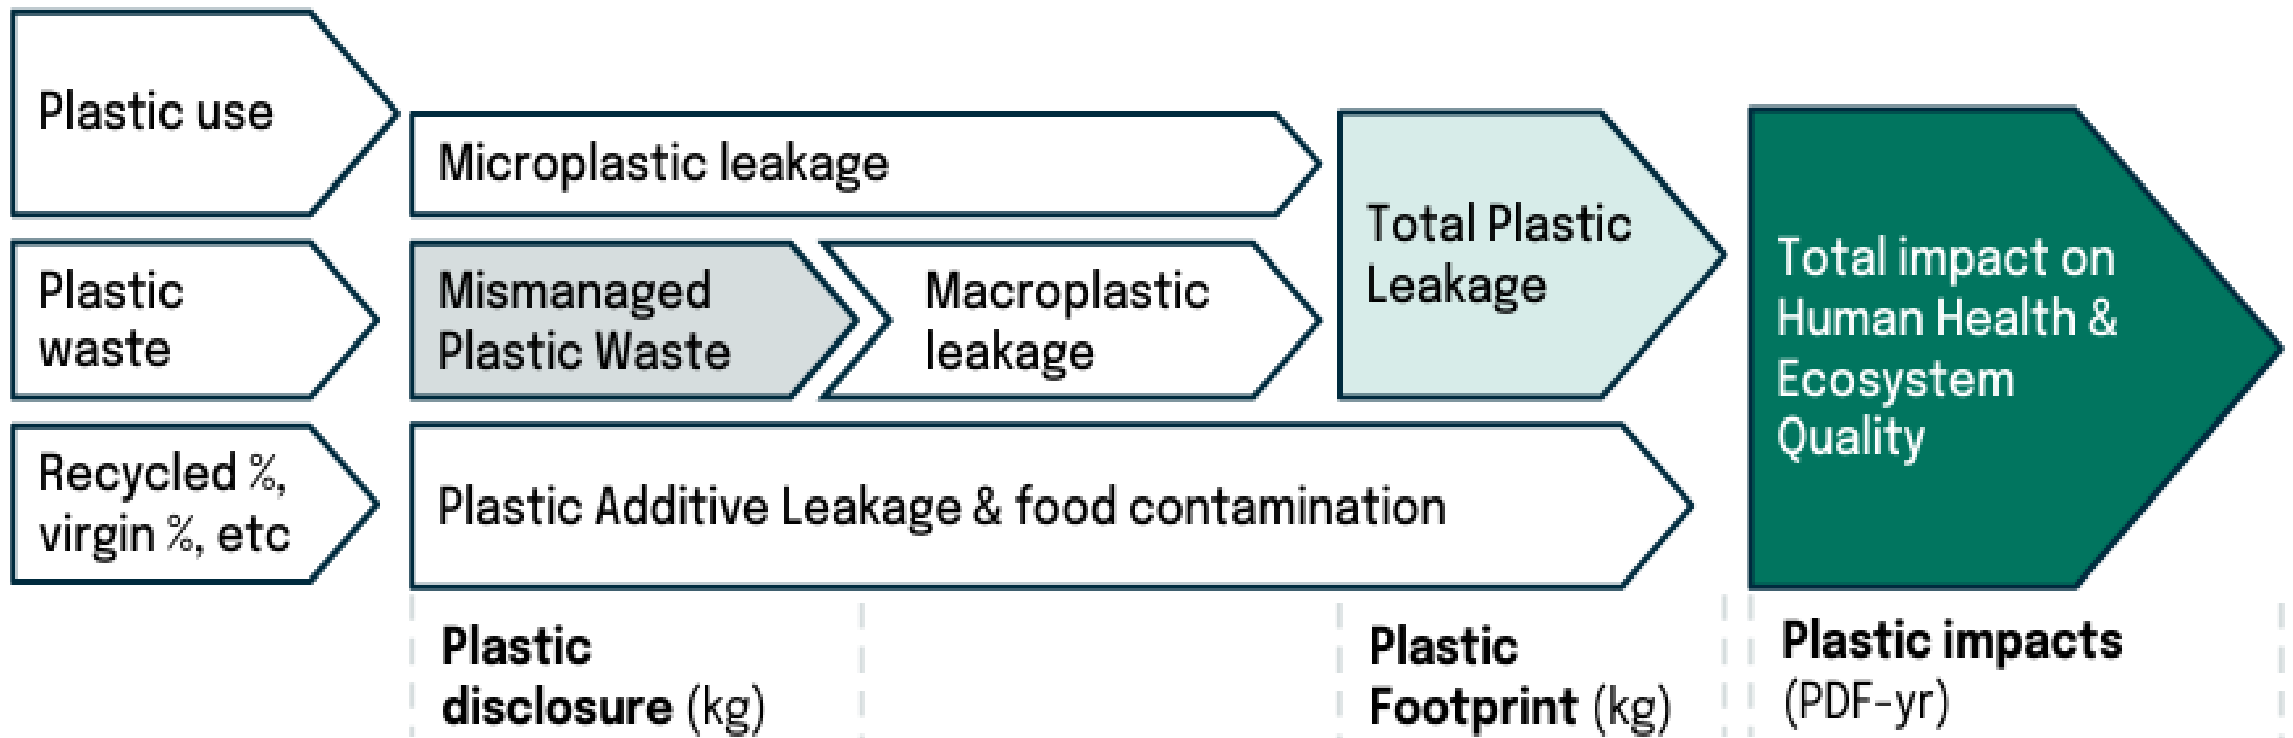 Plastic use
Microplastic leakage
Total Plastic
Leakage
Total impact on
Human Health &
Ecosystem
Quality
Plastic
waste
Mismanaged
Plastic Waste
Macroplastic
leakage
Recycled %,
virgin %, etc
Plastic Additive Leakage & food contamination
Plastic
disclosure (kg)
Plastic
Footprint (kg)
Plastic impacts
(PDF-yr)